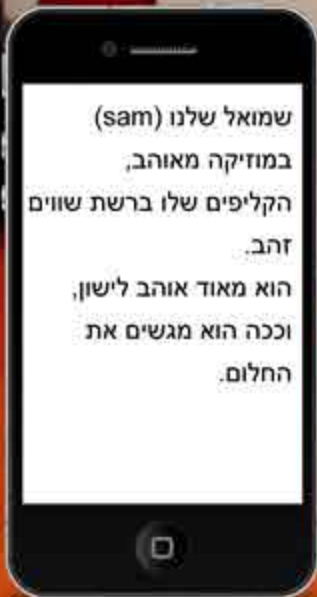 שמואל שלנו (sam)
במוזיקה מאוהב,
הקליפים שלו ברשת שווים
זהב.
הוא מאוד אוהב לישון,
וככה הוא מגשים את
החלום.